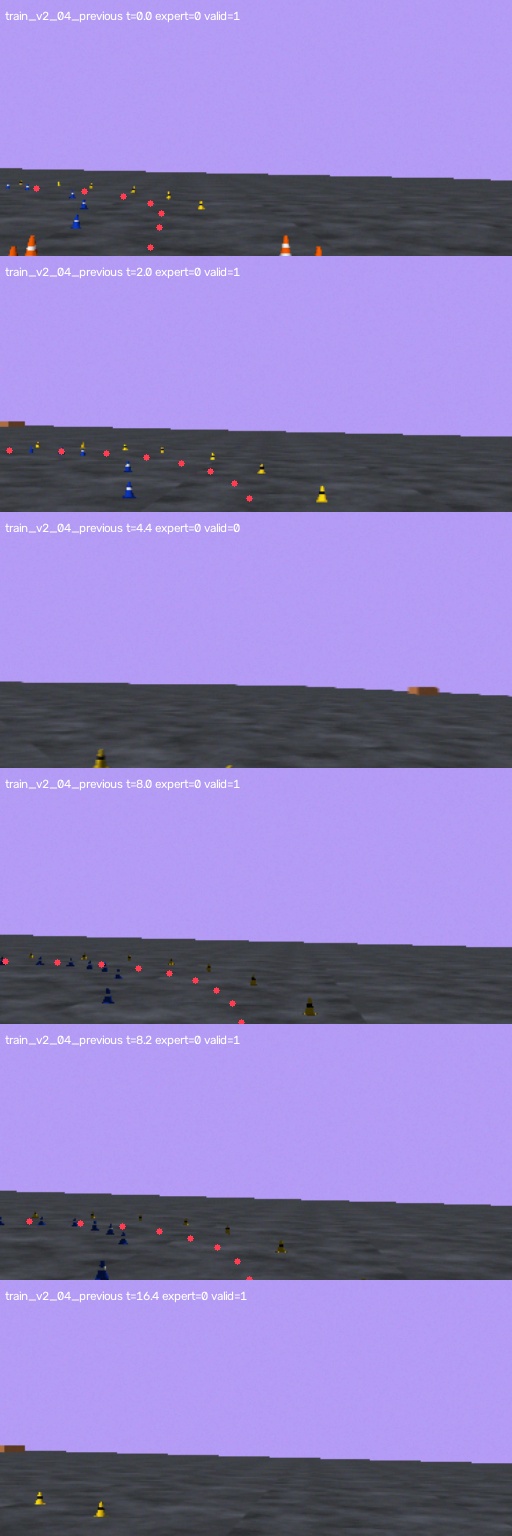 train_v2_04_previous t=0.0 expert=0 valid=1
train_v2_04_previous t=2.0 expert=0 valid=1
train_v2_04_previous t=4.4 expert=0 valid=0
train_v2_04_previous t=8.0 expert=0 valid=1
train_v2_04_previous t=8.2 expert=0 valid=1
train_v2_04_previous t=16.4 expert=0 valid=1